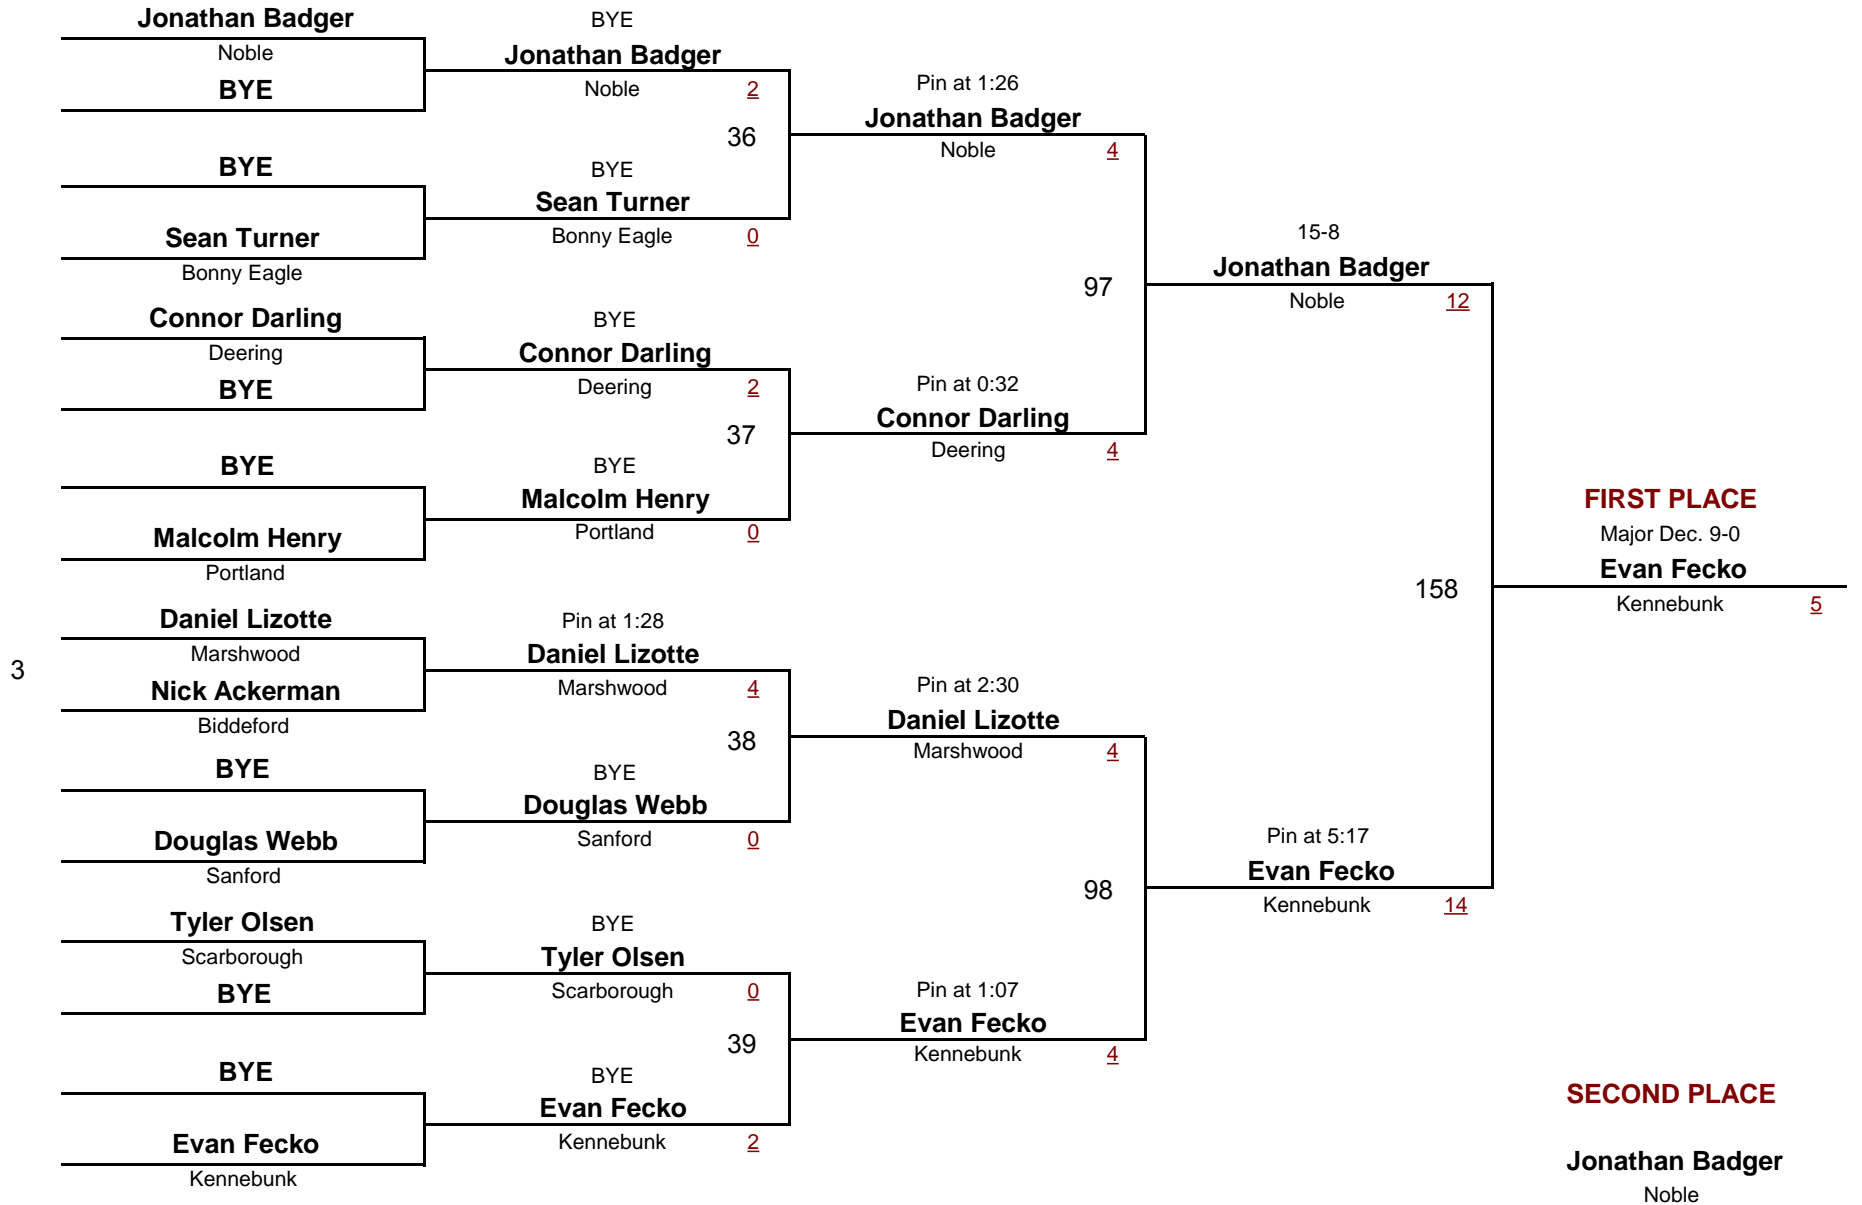 Jonathan Badger
Noble
BYE
BYE
Sean Turner
Bonny Eagle
Connor Darling
Deering
BYE
BYE
Malcolm Henry
Portland
3
Daniel Lizotte
Marshwood
Nick Ackerman
Biddeford
BYE
Douglas Webb
Sanford
Tyler Olsen
Scarborough
BYE
BYE
Evan Fecko
Kennebunk
BYE
Jonathan Badger
Noble 2
36
BYE
Sean Turner
Bonny Eagle 0
BYE
Connor Darling
Deering 2
37
BYE
Malcolm Henry
Portland 0
Pin at 1:28
Daniel Lizotte
Marshwood 4
38
BYE
Douglas Webb
Sanford 0
BYE
Tyler Olsen
Scarborough 0
39
BYE
Evan Fecko
Kennebunk 2
Pin at 1:26
Jonathan Badger
Noble 4
97
Pin at 0:32
Connor Darling
Deering 4
Pin at 2:30
Daniel Lizotte
Marshwood 4
98
Pin at 1:07
Evan Fecko
Kennebunk 4
15-8
Jonathan Badger
Noble 12
158
Pin at 5:17
Evan Fecko
Kennebunk 14
FIRST PLACE
Major Dec. 9-0
Evan Fecko
Kennebunk 5
SECOND PLACE
Jonathan Badger
Noble